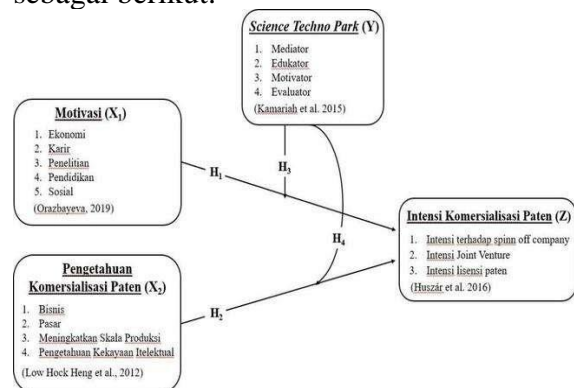 sebagai berikut.
Science Techno Park (Y)
1. Mediator
2. Edukator
3. Motivator
4. Evaluator
(Kamariah et al. 2015)
Motivasi (X₁)
1. Ekonomi
2. Karir
3. Penelitian
4. Pendidikan
5. Sosial
(Orazbayeva, 2019)
H₁
H₃
H₄
H₂
Intensi Komersialisasi Paten (Z)
1. Intensi terhadap spinn off company
2. Intensi Joint Venture
3. Intensi lisensi paten
(Huszár et al. 2016)
Pengetahuan
Komersialisasi Paten (X₂)
1. Bisnis
2. Pasar
3. Meningkatkan Skala Produksi
4. Pengetahuan Kekayaan Itelektual
(Low Hock Heng et al., 2012)